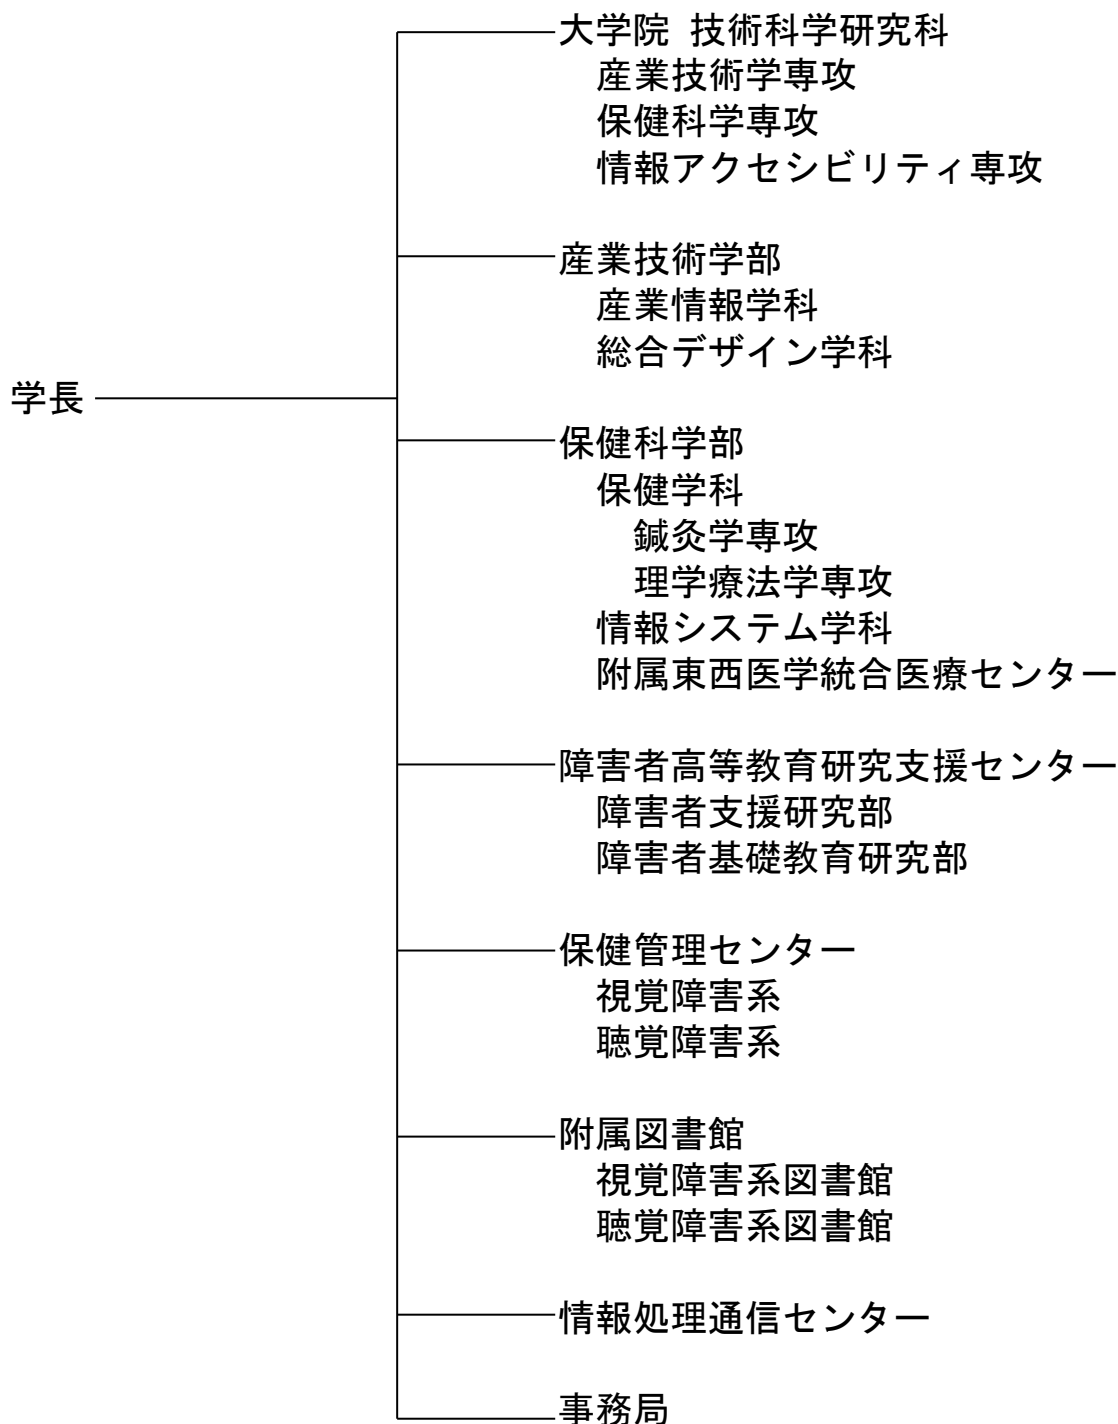 大学院 技術科学研究科
産業技術学専攻
保健科学専攻
情報アクセシビリティ専攻
産業技術学部
産業情報学科
総合デザイン学科
学長
保健科学部
保健学科
鍼灸学専攻
理学療法学専攻
情報システム学科
附属東西医学統合医療センター
障害者高等教育研究支援センター
障害者支援研究部
障害者基礎教育研究部
保健管理センター
視覚障害系
聴覚障害系
附属図書館
視覚障害系図書館
聴覚障害系図書館
情報処理通信センター
事務局